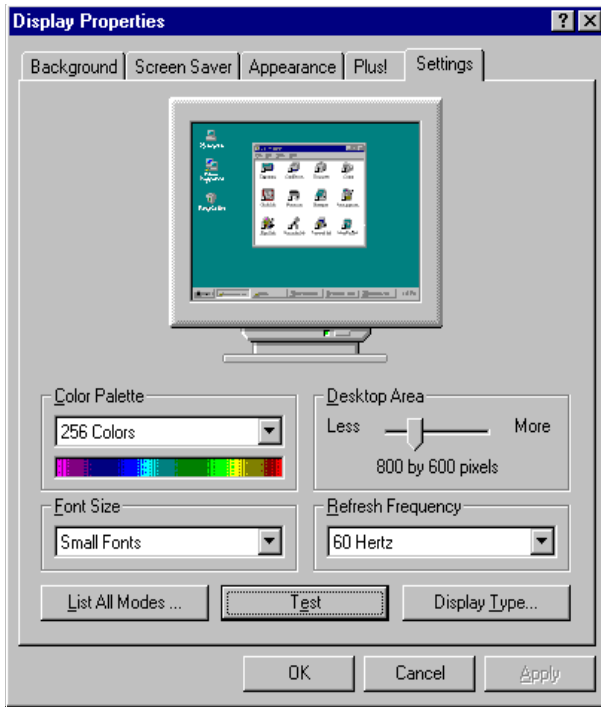 Display Properties
Background Screen Saver Appearance Plus! Settings
Color Palette
256 Colors
Desktop Area
Less More
800 by 600 pixels
Font Size
Small Fonts
Refresh Frequency
60 Hertz
List All Modes ... Test Display Type...
OK Cancel Apply